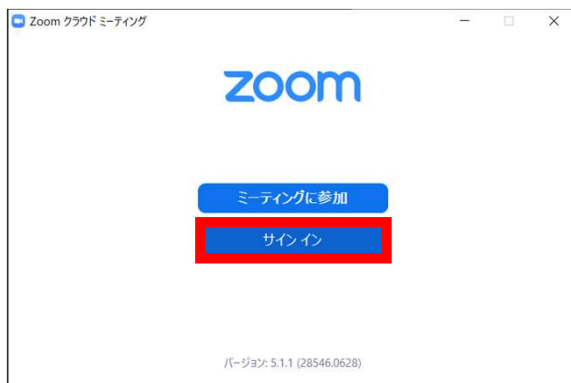 Zoom クラウド ミーティング
zoom
ミーティングに参加
サイン イン
バージョン: 5.1.1 (28546.0628)